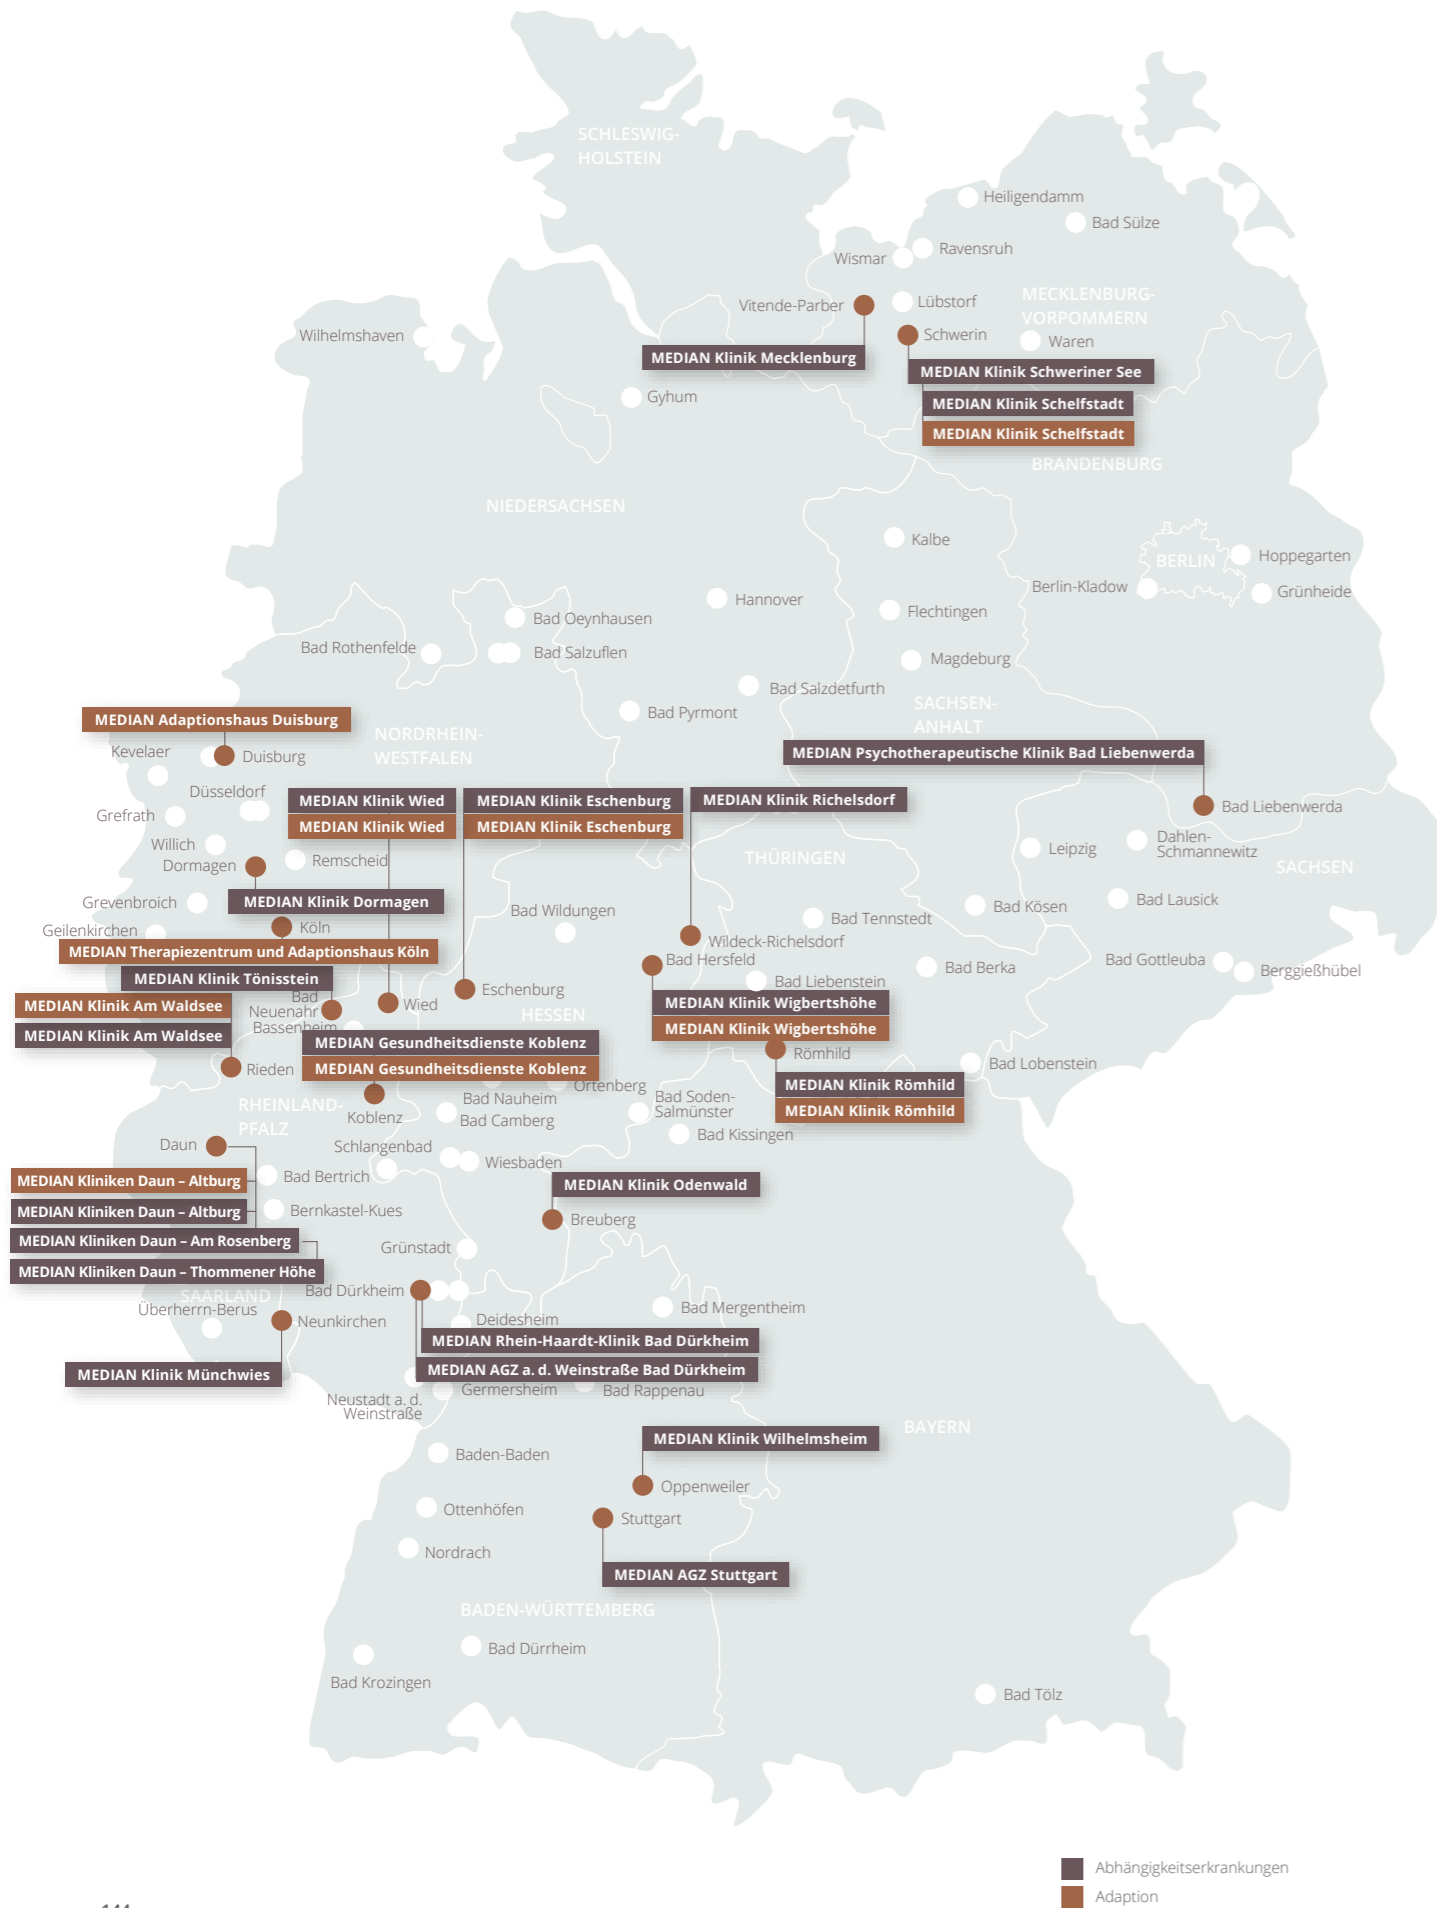 SCHLESWIG-
HOLSTEIN
Heiligendamm
Bad Sülze
Ravensruh
Wismar
MECKLENBURG-
VORPOMMERN
Vitende-Parber
Lübstorf
Schwerin
Waren
Wilhelmshaven
MEDIAN Klinik Mecklenburg
MEDIAN Klinik Schweriner See
MEDIAN Klinik Schelfstadt
MEDIAN Klinik Schelfstadt
Gyhum
BRANDENBURG
NIEDERSACHSEN
Kalbe
BERLIN
Hoppegarten
Berlin-Kladow
Grünheide
Hannover
Flechtingen
Bad Oeynhausen
Bad Rothenfelde
Bad Salzuflen
Magdeburg
Bad Salzdetfurth
SACHSEN-
ANHALT
Bad Pyrmont
MEDIAN Adaptionshaus Duisburg
NORDRHEIN-
WESTFALEN
Kevelaer
Duisburg
MEDIAN Psychotherapeutische Klinik Bad Liebenwerda
Düsseldorf
MEDIAN Klinik Wied
MEDIAN Klinik Eschenburg
MEDIAN Klinik Richelsdorf
Bad Liebenwerda
Grefrath
MEDIAN Klinik Wied
MEDIAN Klinik Eschenburg
Willich
Dormagen
Remscheid
THÜRINGEN
Leipzig
Dahlen-
Schmannewitz
SACHSEN
Grevenbroich
MEDIAN Klinik Dormagen
Bad Wildungen
Bad Tennstedt
Bad Kösen
Bad Lausick
Geilenkirchen
Köln
Wildeck-Richelsdorf
MEDIAN Therapiezentrum und Adaptionshaus Köln
Bad Hersfeld
Bad Berka
Bad Gottleuba
Berggießhübel
MEDIAN Klinik Tönisstein
Bad Liebenstein
Bad
Neuenahr
Wied
Eschenburg
HESSEN
MEDIAN Klinik Am Waldsee
MEDIAN Klinik Wigbertshöhe
Bassenheim
MEDIAN Klinik Am Waldsee
MEDIAN Klinik Wigbertshöhe
MEDIAN Gesundheitsdienste Koblenz
Römhild
Rieden
MEDIAN Gesundheitsdienste Koblenz
Bad Lobenstein
Ortenberg
MEDIAN Klinik Römhild
RHEINLAND-
PFALZ
Koblenz
Bad Nauheim
Bad Camberg
Bad Soden-
Salmünster
MEDIAN Klinik Römhild
Bad Kissingen
Daun
Schlangenbad
Wiesbaden
MEDIAN Kliniken Daun – Altburg
Bad Bertrich
MEDIAN Klinik Odenwald
MEDIAN Kliniken Daun – Altburg
Bernkastel-Kues
Breuberg
MEDIAN Kliniken Daun – Am Rosenberg
Grünstadt
MEDIAN Kliniken Daun – Thommener Höhe
SAARLAND
Bad Dürkheim
Überherrn-Berus
Neunkirchen
Deidesheim
Bad Mergentheim
MEDIAN Rhein-Haardt-Klinik Bad Dürkheim
MEDIAN Klinik Münchwies
MEDIAN AGZ a. d. Weinstraße Bad Dürkheim
Neustadt a. d.
Weinstraße
Germersheim
Bad Rappenau
BAYERN
MEDIAN Klinik Wilhelmsheim
Baden-Baden
Oppenweiler
Ottenhöfen
Stuttgart
Nordrach
MEDIAN AGZ Stuttgart
BADEN-WÜRTTEMBERG
Bad Dürrheim
Bad Krozingen
Bad Tölz
Abhängigkeitserkrankungen
Adaption